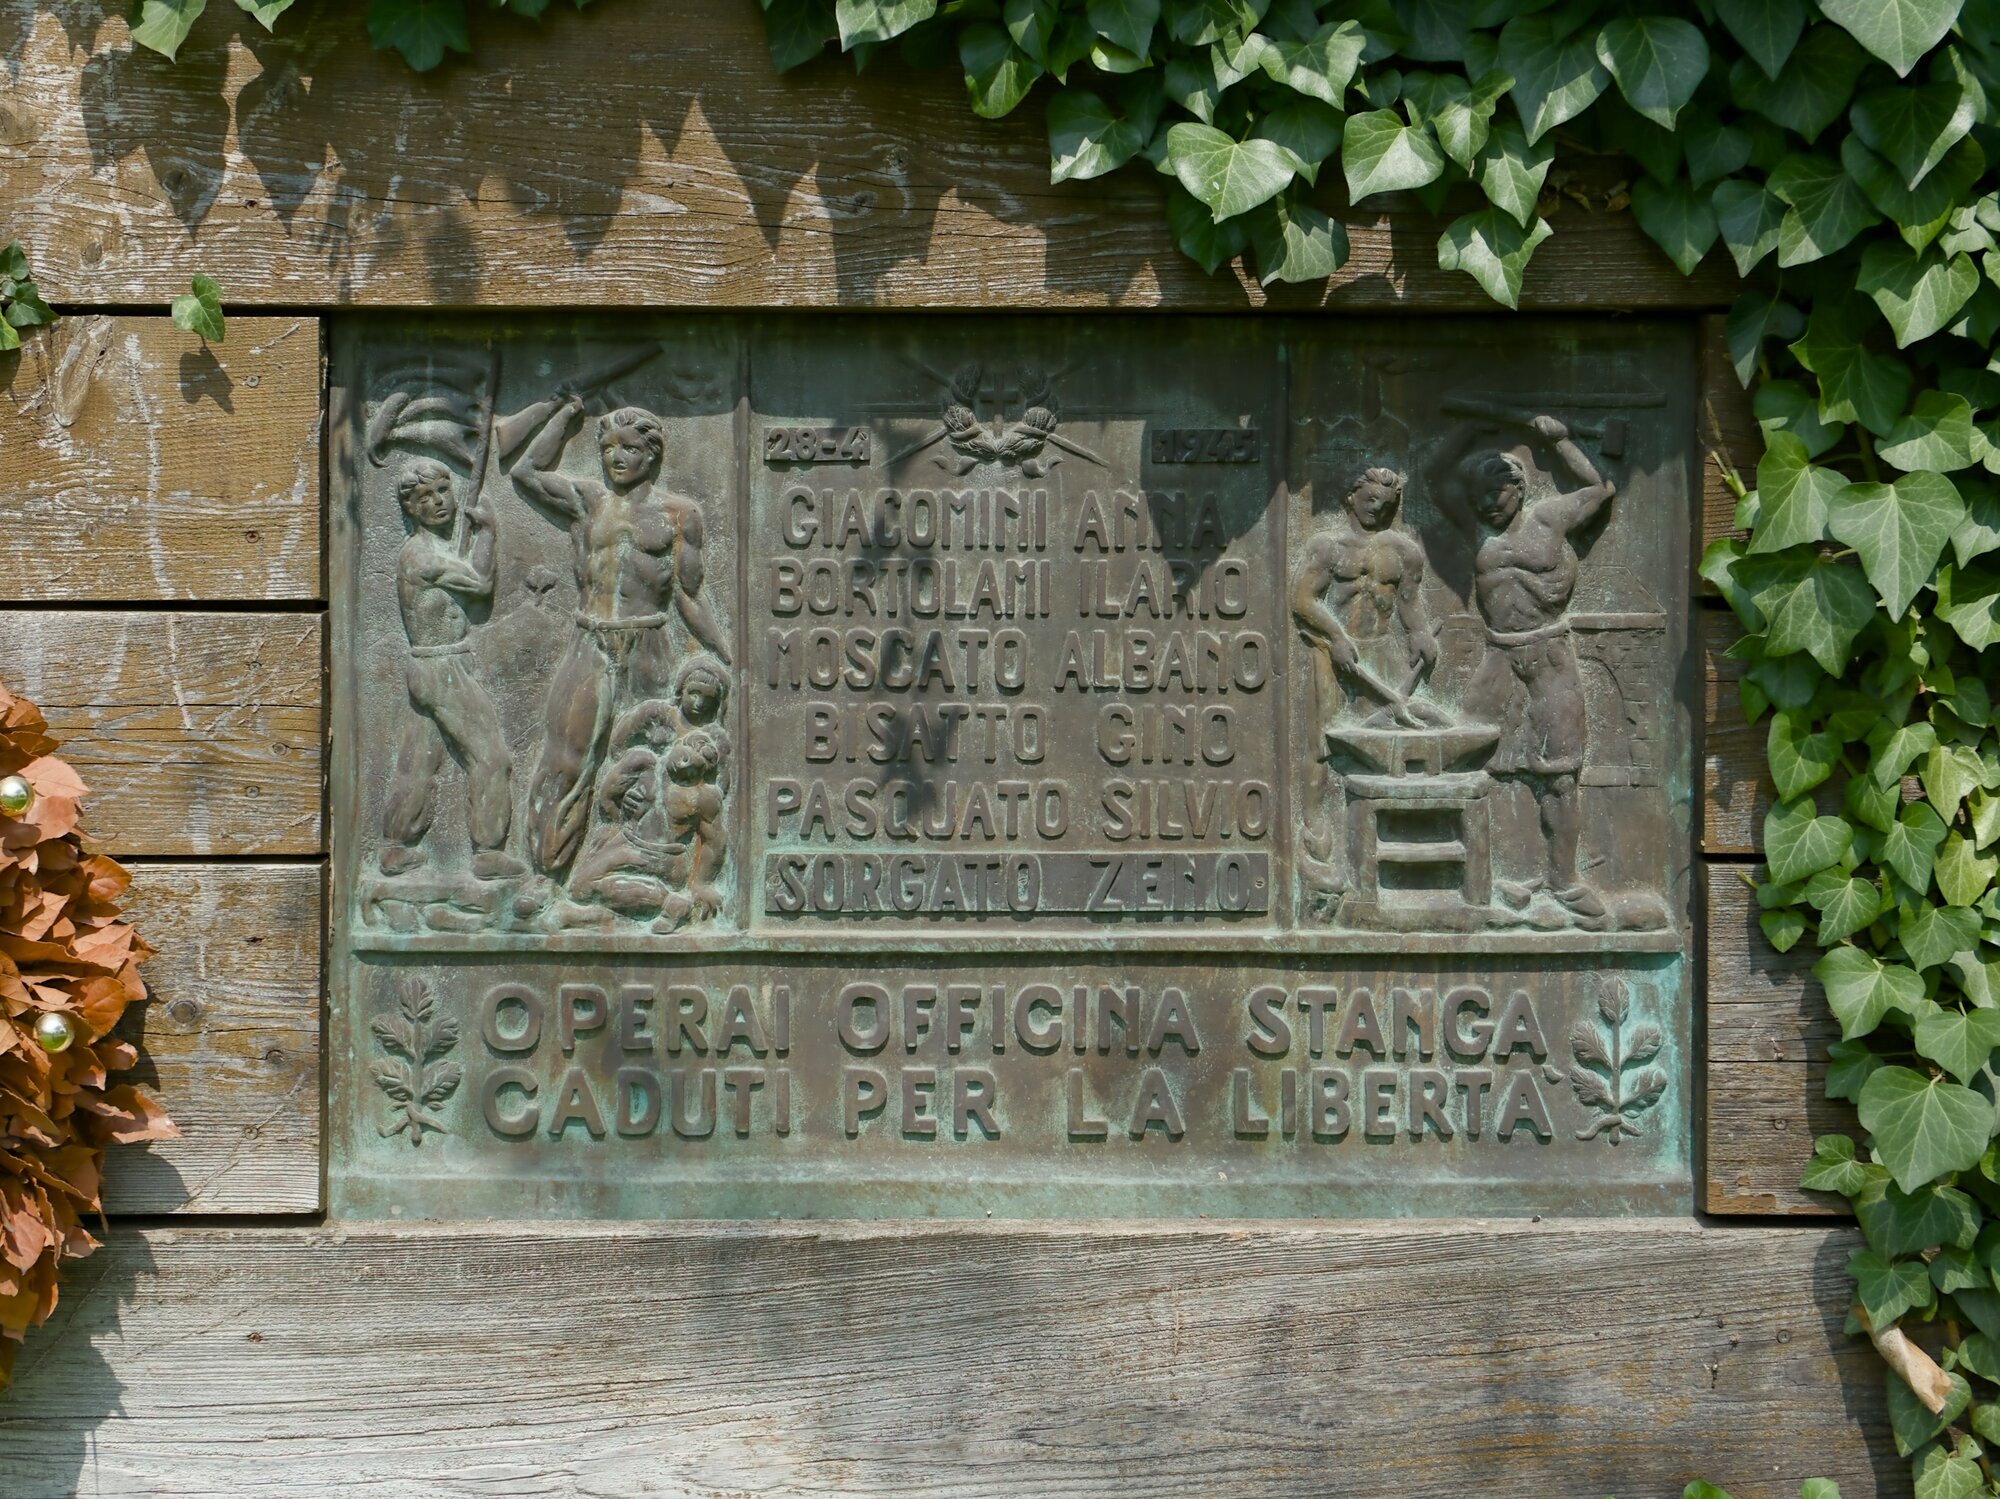 28-4 1945
GIACOMINI ANNA
BORTOLAMI ILARIO
MOSCATO ALBANO
BISATTO GINO
PASQUATO SILVIO
SORGATO ZENO
OPERAI OFFICINA STANGA
CADUTI PER LA LIBERTÀ